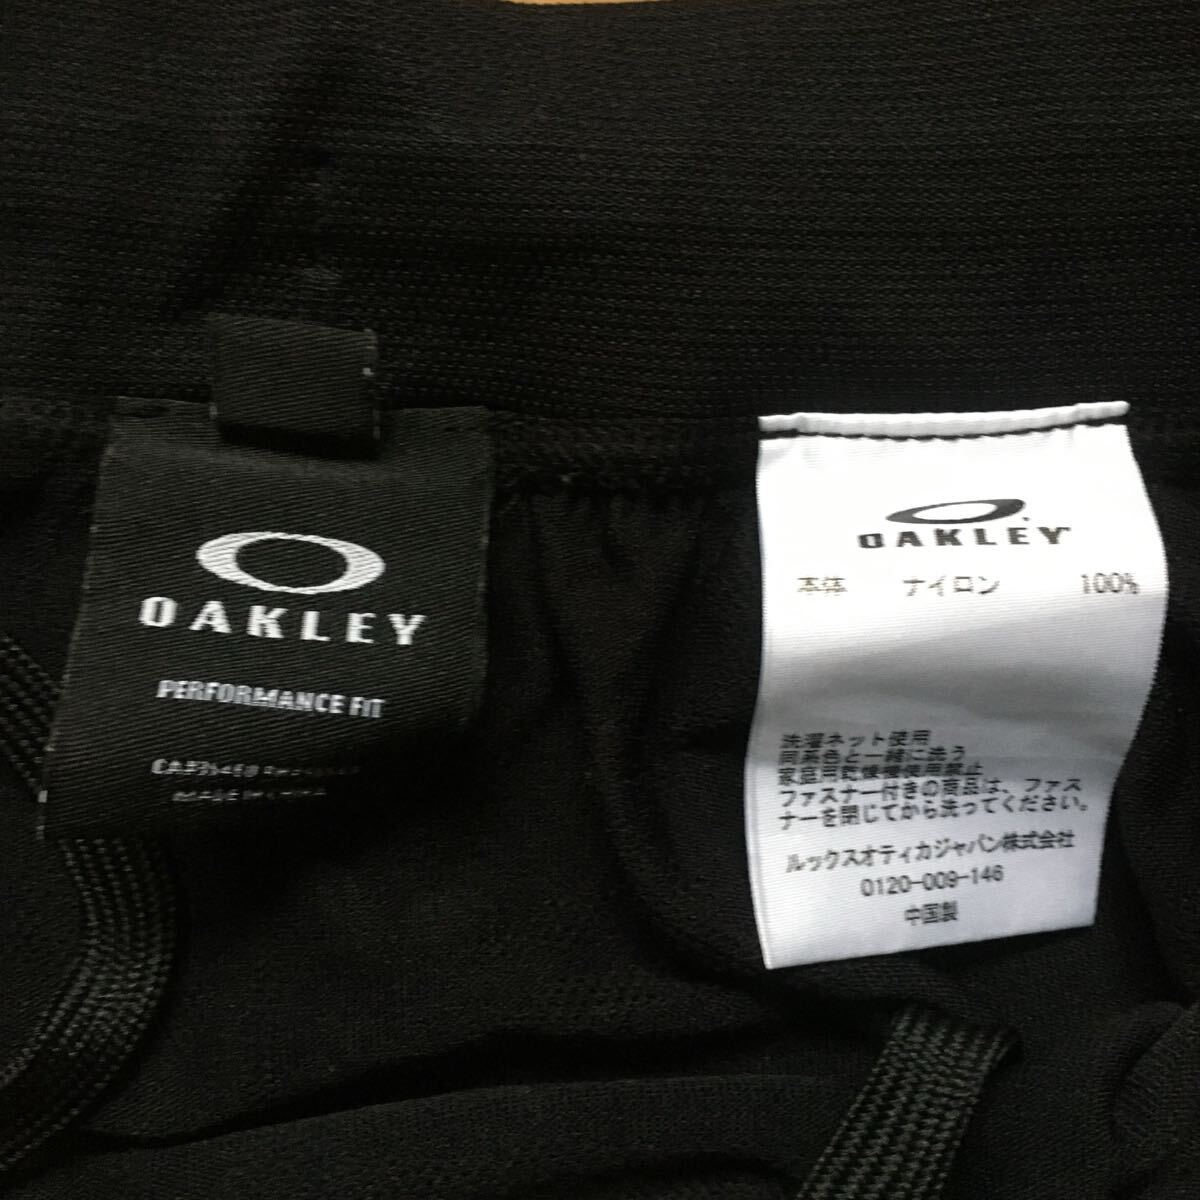 OAKLEY
PERFORMANCE FIT
OAKLEY
本体 ナイロン 100%
洗濯ネット使用
同系色と一緒に洗う
家庭用乾燥機使用禁止
ファスナー付きの商品は、ファス
ナーを閉じてから洗ってください。
ルックスオティカジャパン株式会社
0120-009-146
中国製